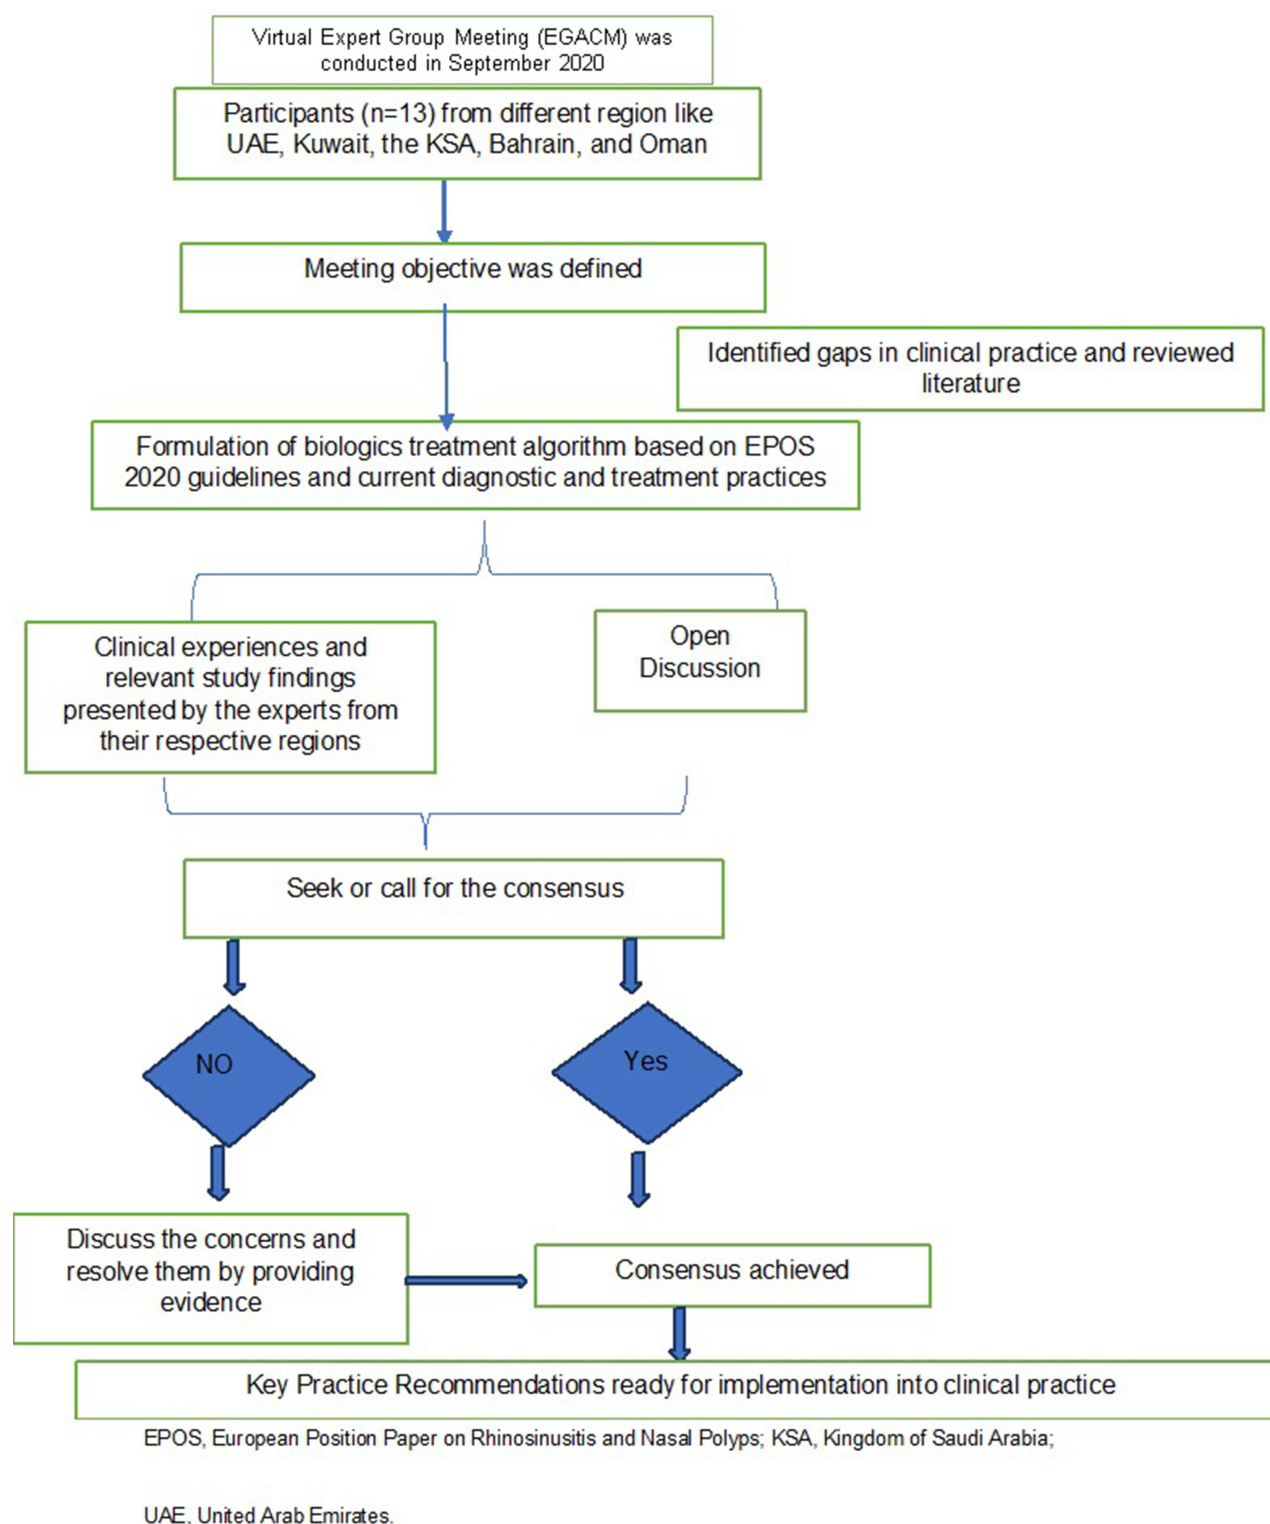 Virtual Expert Group Meeting (EGACM) was
conducted in September 2020
Participants (n=13) from different region like
UAE, Kuwait, the KSA, Bahrain, and Oman
Meeting objective was defined
Identified gaps in clinical practice and reviewed
literature
Formulation of biologics treatment algorithm based on EPOS
2020 guidelines and current diagnostic and treatment practices
Clinical experiences and
relevant study findings
presented by the experts from
their respective regions
Open
Discussion
Seek or call for the consensus
NO
Yes
Discuss the concerns and
resolve them by providing
evidence
Consensus achieved
Key Practice Recommendations ready for implementation into clinical practice
EPOS, European Position Paper on Rhinosinusitis and Nasal Polyps; KSA, Kingdom of Saudi Arabia;
UAE, United Arab Emirates.